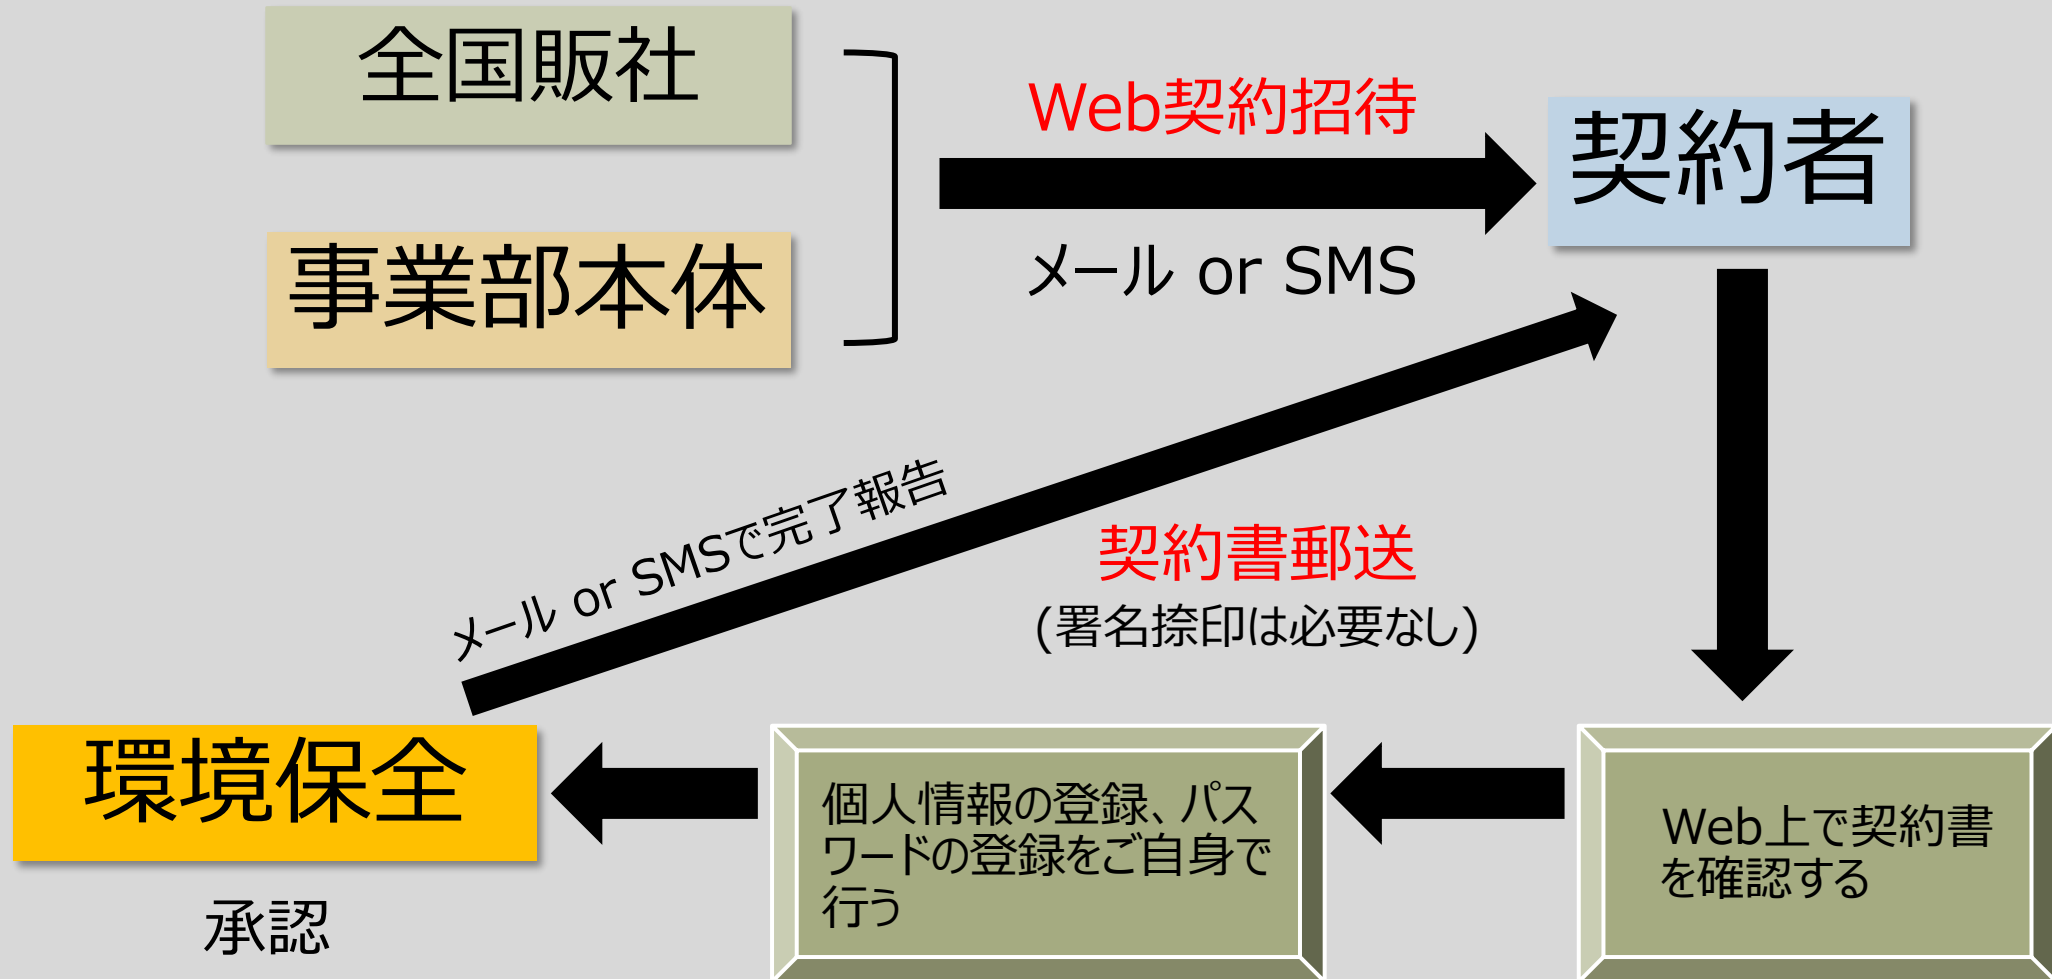 全国販社
Web契約招待
契約者
事業部本体
メール or SMS
メール or SMSで完了報告
契約書郵送
(署名捺印は必要なし)
環境保全
個人情報の登録、パス
ワードの登録をご自身で
行う
Web上で契約書
を確認する
承認